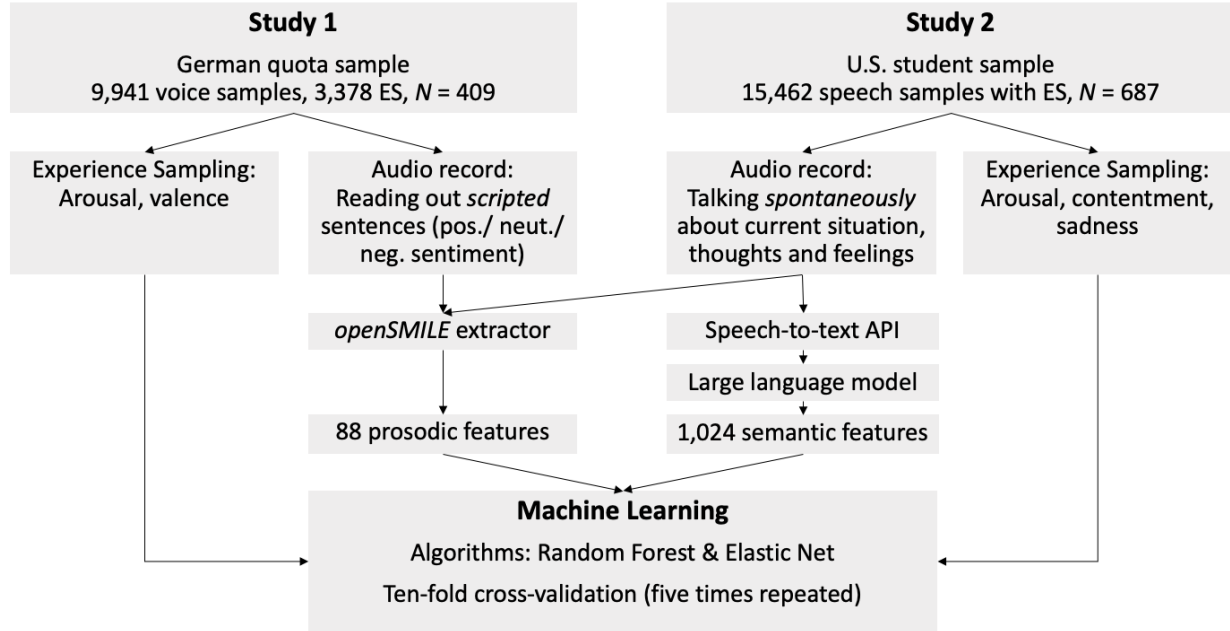 Study 1
German quota sample
9,941 voice samples, 3,378 ES, N = 409
Study 2
U.S. student sample
15,462 speech samples with ES, N = 687
Experience Sampling:
Arousal, valence
Audio record:
Reading out scripted
sentences (pos./ neut./
neg. sentiment)
Audio record:
Talking spontaneously
about current situation,
thoughts and feelings
Experience Sampling:
Arousal, contentment,
sadness
openSMILE extractor
Speech-to-text API
Large language model
88 prosodic features
1,024 semantic features
Machine Learning
Algorithms: Random Forest & Elastic Net
Ten-fold cross-validation (five times repeated)